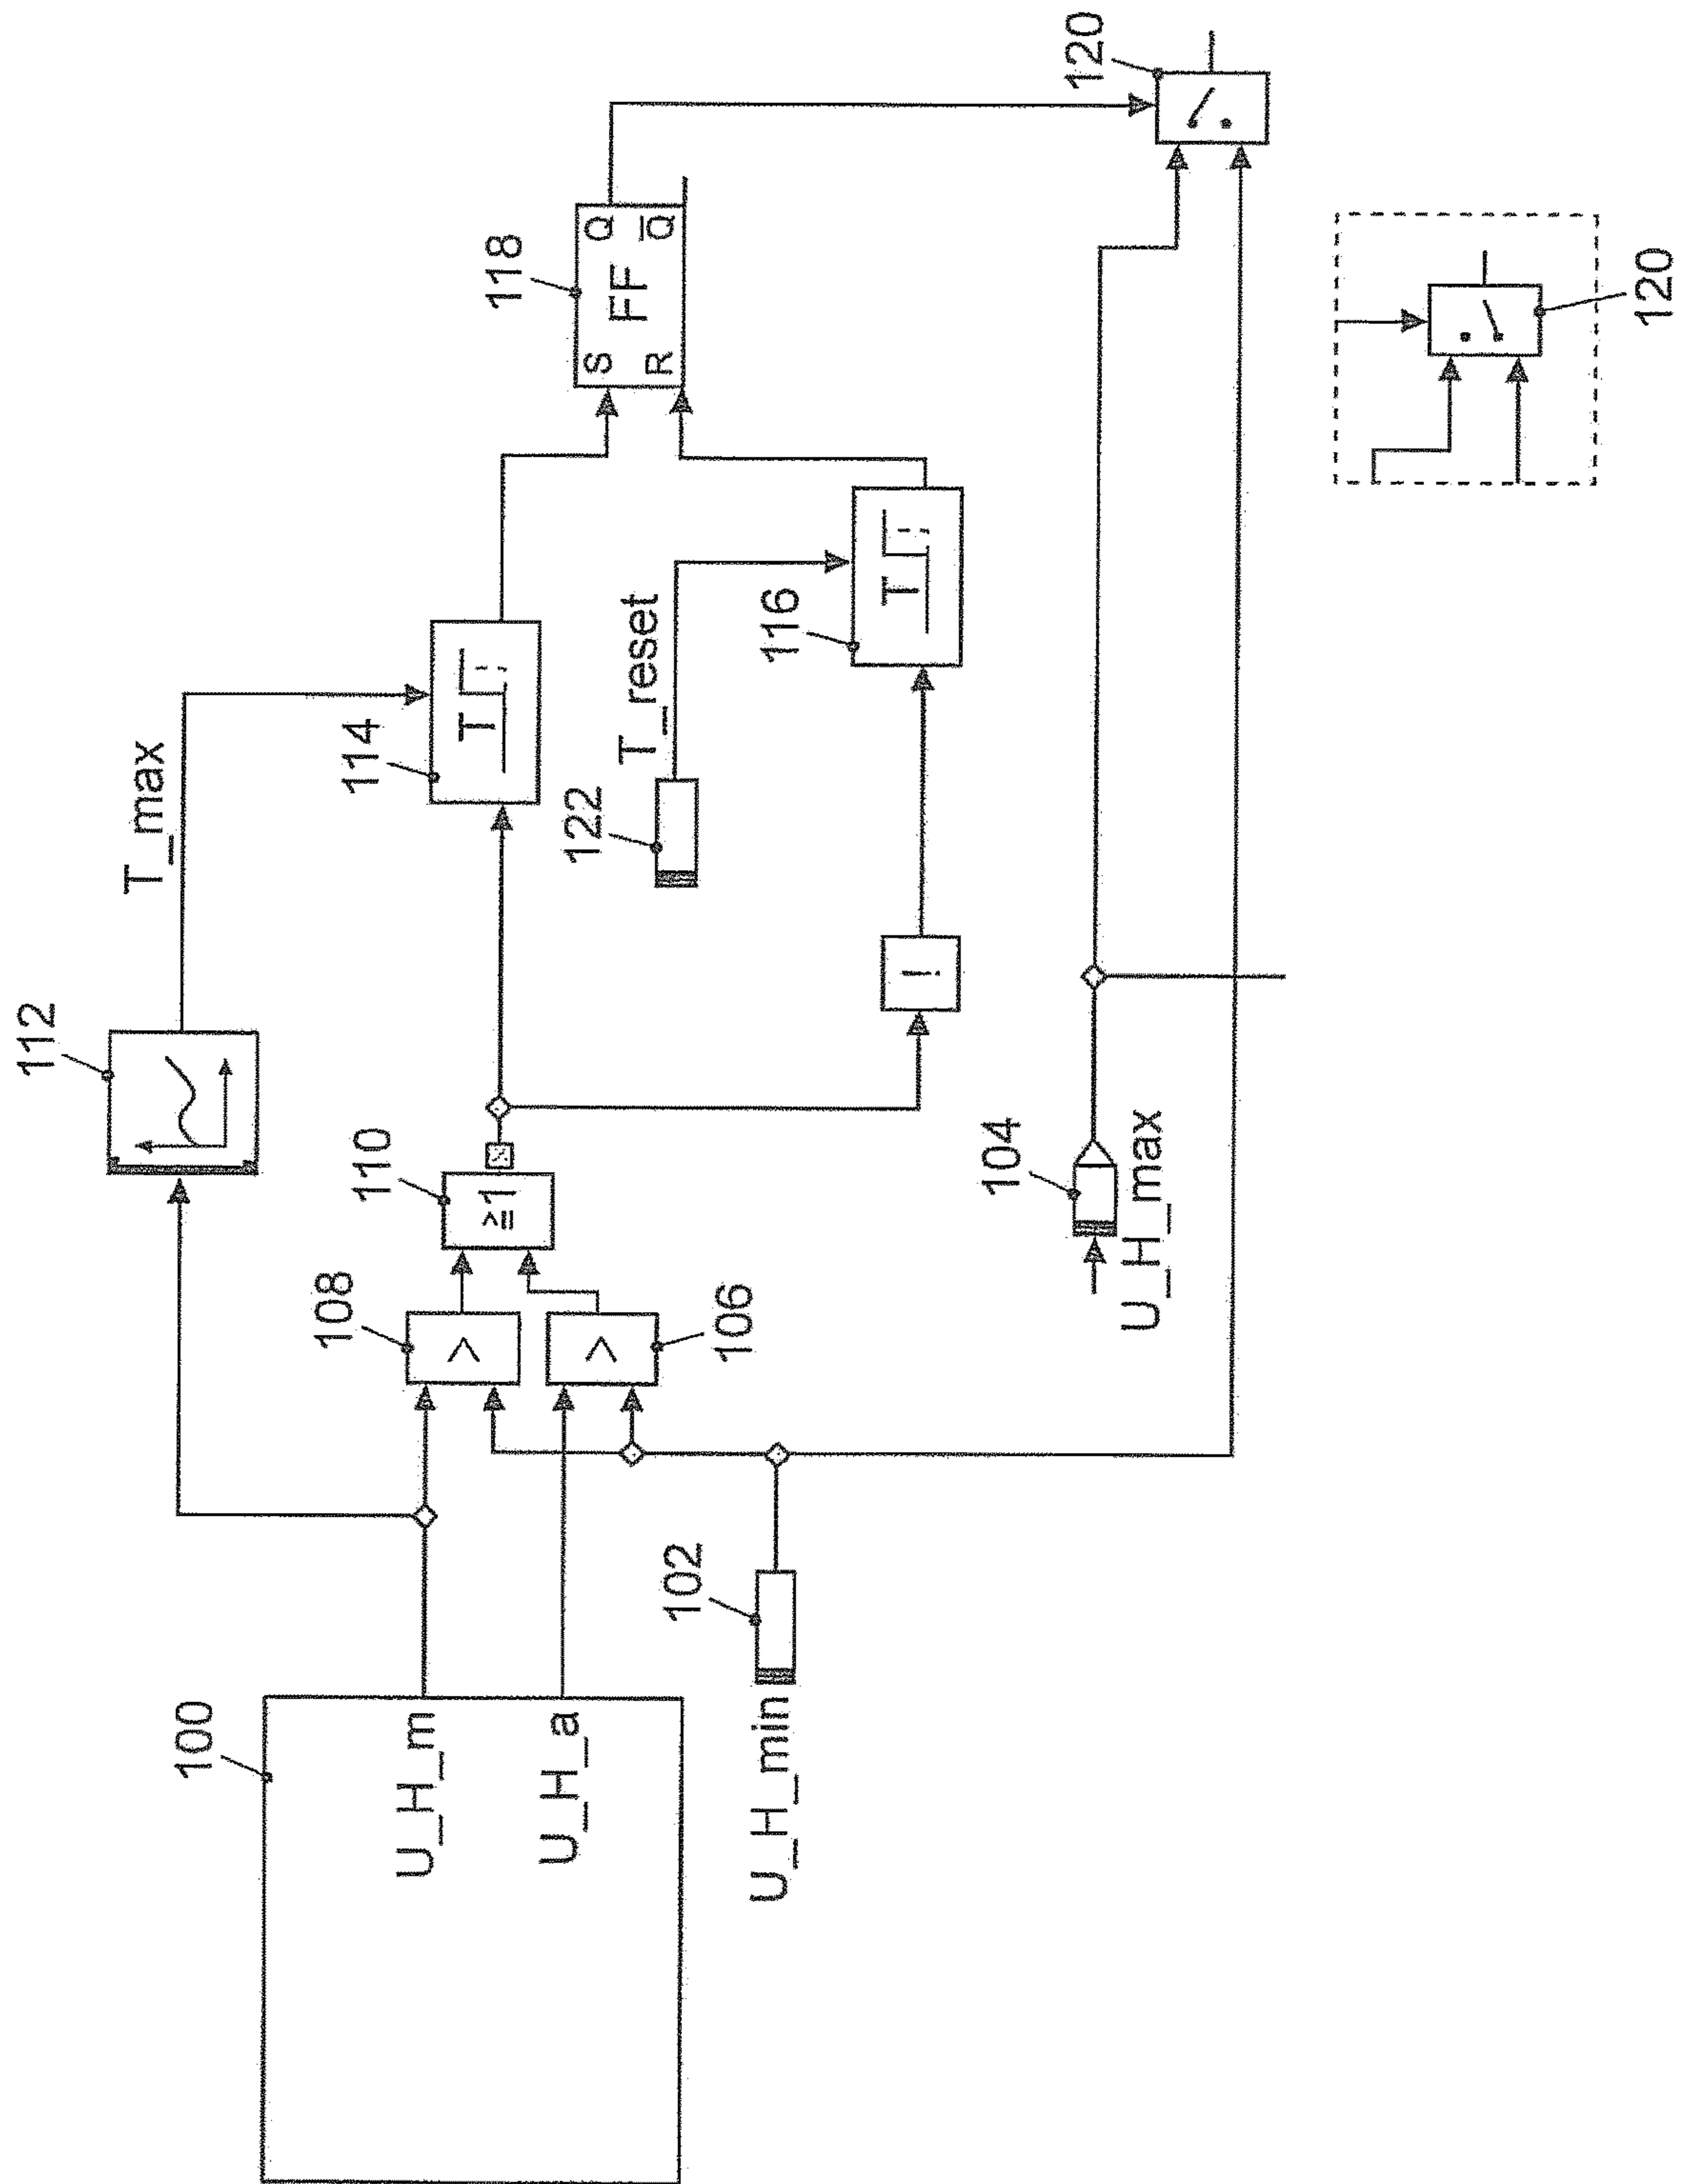 112
T_max
100
108
114
110
118
U_H_m
>
T
≥1
S
Q
U_H_a
>
122
FF
T_reset
R
Q̅
102
106
116
U_H_min
T
!
104
120
U_H_max
120